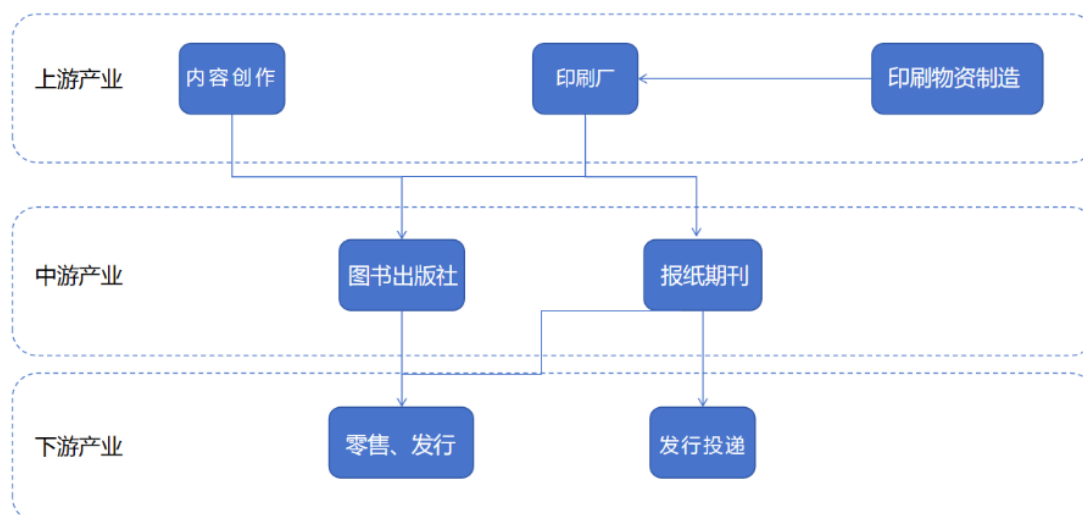 上游产业
内容创作
印刷厂
印刷物资制造
中游产业
图书出版社
报纸期刊
下游产业
零售、发行
发行投递